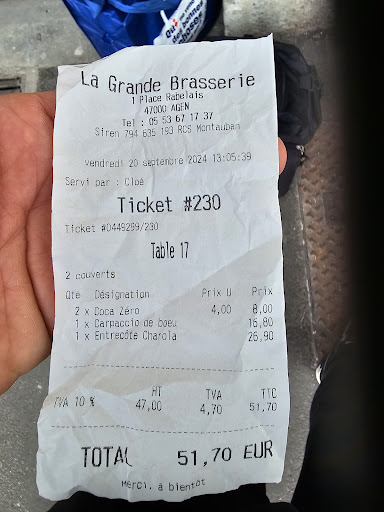 La Grande Brasserie
1 Place Rabelais
47000 AGEN
Tel : 05 53 67 17 37
Siren 794 635 193 RCS Montauban
vendredi 20 septembre 2024 13:05:39
Servi par : Cloé
Ticket #230
Ticket #0449299/230
Table 17
2 couverts
Qté Désignation Prix U Prix
2 x Coca Zéro 4,00 8,00
1 x Carpaccio de boeu 16,80
1 x Entrecôte Charola 26,90
HT TVA TTC
TVA 10 % 47,00 4,70 51,70
TOTAL 51,70 EUR
Merci, à bientôt